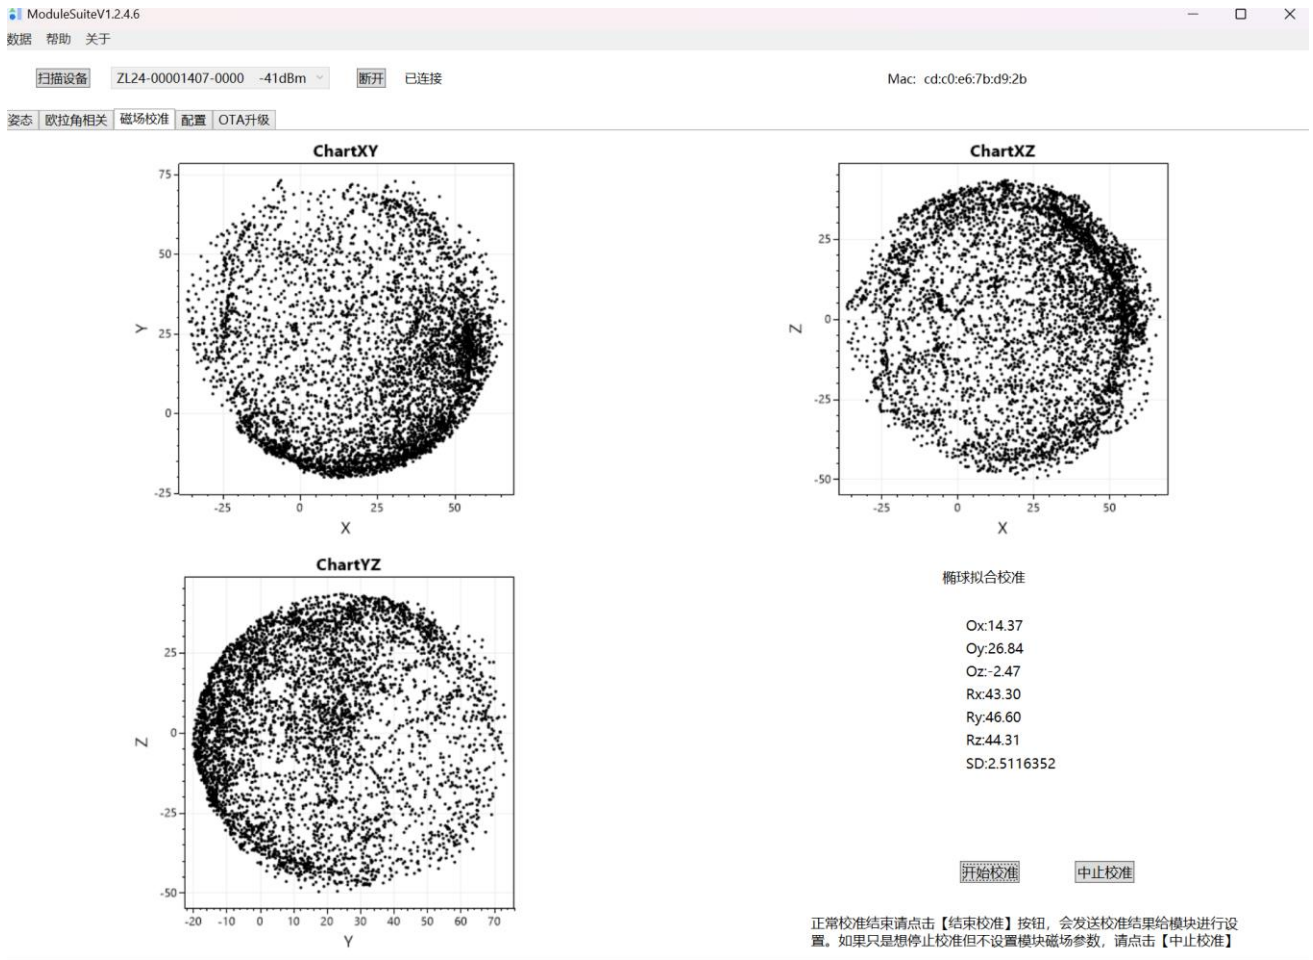 ModuleSuiteV1.2.4.6
数据 帮助 关于
扫描设备 ZL24-00001407-0000 -41dBm 断开 已连接 Mac: cd:c0:e6:7b:d9:2b
姿态 欧拉角相关 磁场校准 配置 OTA升级
ChartXY
75
50
25
0
-25
Y
-25 0 25 50
X
ChartXZ
25
0
-25
-50
Z
-25 0 25 50
X
ChartYZ
25
0
-25
-50
Z
-20 -10 0 10 20 30 40 50 60 70
Y
椭球拟合校准
Ox:14.37
Oy:26.84
Oz:-2.47
Rx:43.30
Ry:46.60
Rz:44.31
SD:2.5116352
开始校准 中止校准
正常校准结束请点击【结束校准】按钮，会发送校准结果给模块进行设
置。如果只是想停止校准但不设置模块磁场参数，请点击【中止校准】